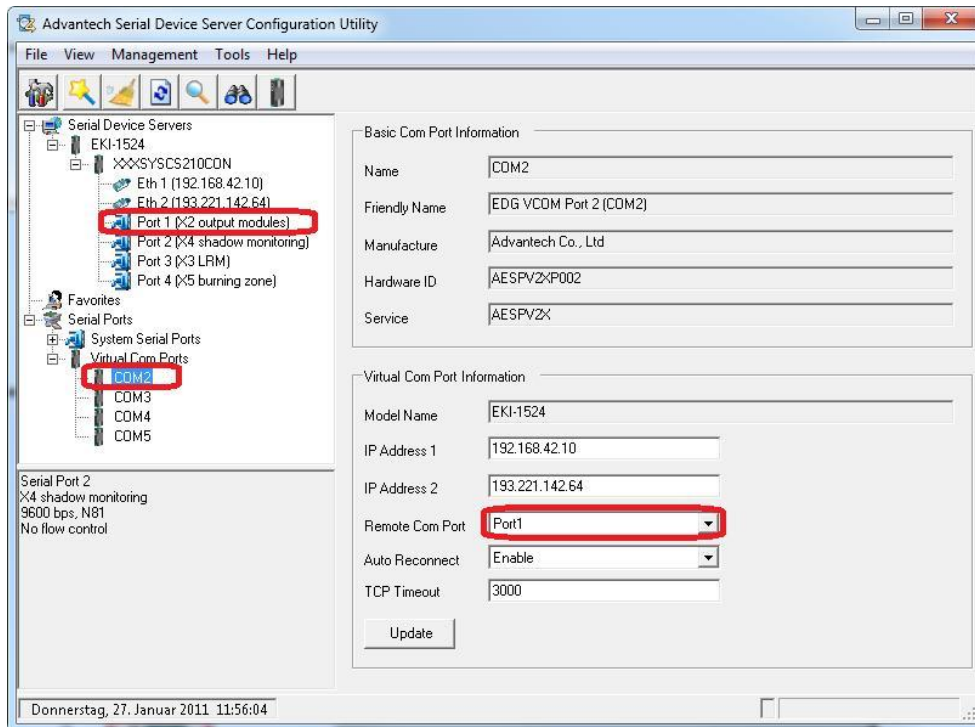 Advantech Serial Device Server Configuration Utility
File View Management Tools Help
Serial Device Servers
EKI-1524
XXXSYSCS210CON
Eth 1 (192.168.42.10)
Eth 2 (193.221.142.64)
Port 1 (X2 output modules)
Port 2 (X4 shadow monitoring)
Port 3 (X3 LRM)
Port 4 (X5 burning zone)
Favorites
Serial Ports
System Serial Ports
Virtual Com Ports
COM2
COM3
COM4
COM5
Serial Port 2
X4 shadow monitoring
9600 bps, N81
No flow control
Basic Com Port Information
Name COM2
Friendly Name EDG VCOM Port 2 (COM2)
Manufacture Advantech Co., Ltd
Hardware ID AESPV2XP002
Service AESPV2X
Virtual Com Port Information
Model Name EKI-1524
IP Address 1 192.168.42.10
IP Address 2 193.221.142.64
Remote Com Port Port1
Auto Reconnect Enable
TCP Timeout 3000
Update
Donnerstag, 27. Januar 2011 11:56:04